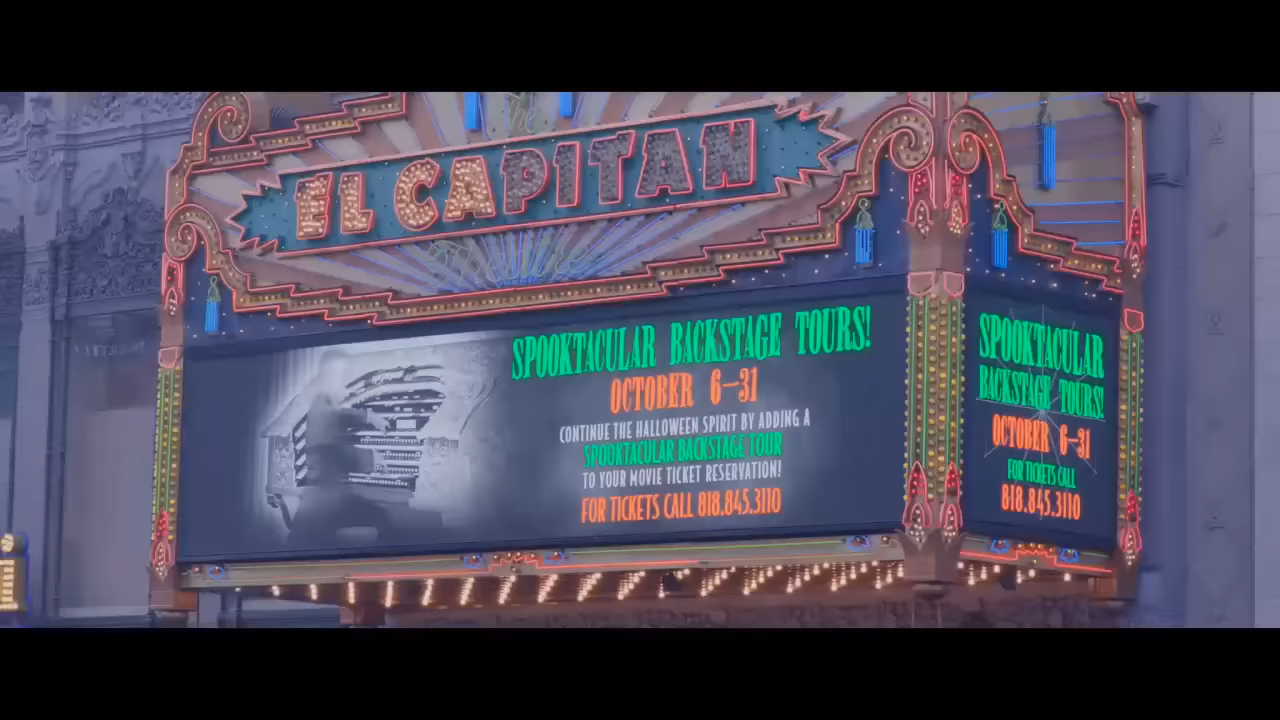 The
EL CAPITAN
Theatre
SPOOKTACULAR BACKSTAGE TOURS!
OCTOBER 6–31
CONTINUE THE HALLOWEEN SPIRIT BY ADDING A
SPOOKTACULAR BACKSTAGE TOUR
TO YOUR MOVIE TICKET RESERVATION!
FOR TICKETS CALL 818.845.3110
SPOOKTACULAR
BACKSTAGE TOURS!
OCTOBER 6–31
FOR TICKETS CALL
818.845.3110